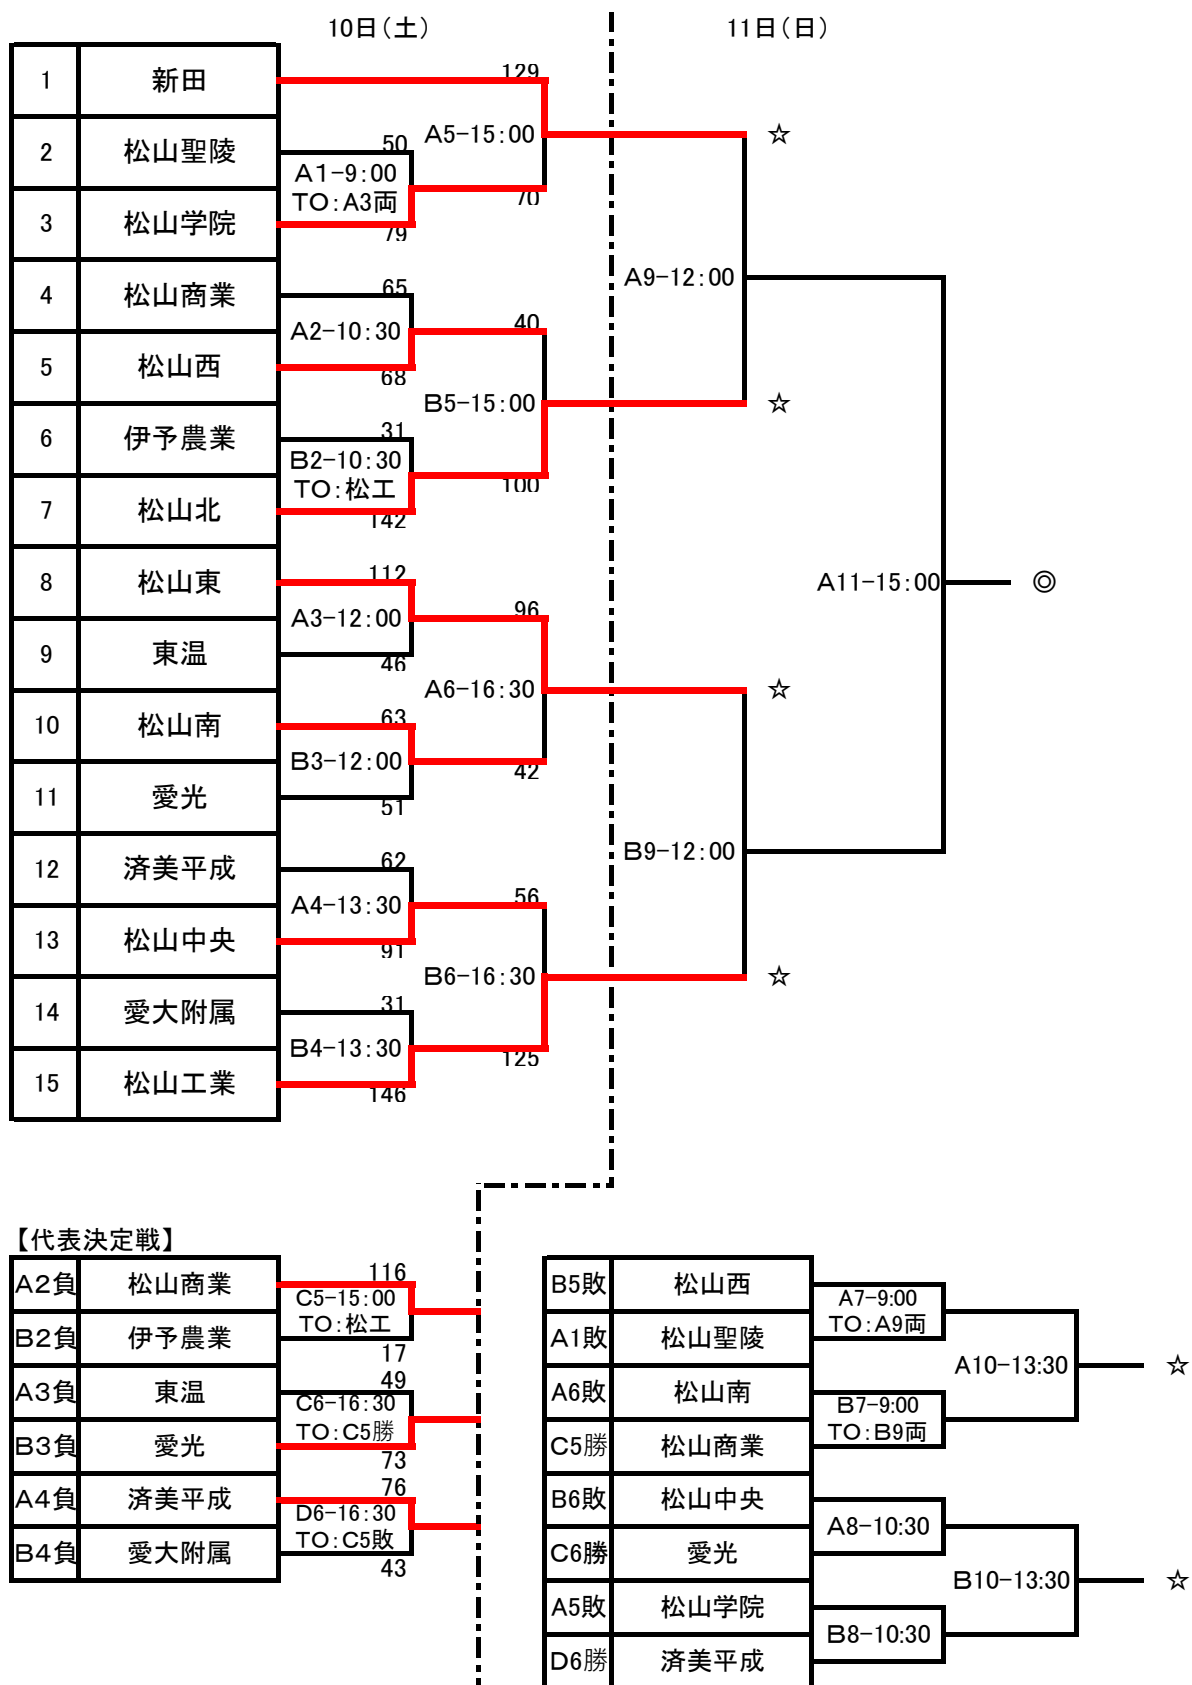 10日(土)
11日(日)
1 新田
129
A5-15:00
☆
2 松山聖陵
50
A1-9:00
TO:A3両
70
3 松山学院
79
A9-12:00
4 松山商業
65
A2-10:30
40
5 松山西
68
B5-15:00
☆
6 伊予農業
31
B2-10:30
TO:松工
100
7 松山北
142
8 松山東
112
A11-15:00
◎
A3-12:00
96
9 東温
46
A6-16:30
☆
10 松山南
63
B3-12:00
42
11 愛光
51
B9-12:00
12 済美平成
62
A4-13:30
56
13 松山中央
91
B6-16:30
☆
14 愛大附属
31
B4-13:30
125
15 松山工業
146
【代表決定戦】
A2負 松山商業
116
C5-15:00
TO:松工
B2負 伊予農業
17
A3負 東温
49
C6-16:30
TO:C5勝
B3負 愛光
73
A4負 済美平成
76
D6-16:30
TO:C5敗
B4負 愛大附属
43
B5敗 松山西
A7-9:00
TO:A9両
A1敗 松山聖陵
A10-13:30
☆
A6敗 松山南
B7-9:00
TO:B9両
C5勝 松山商業
B6敗 松山中央
A8-10:30
C6勝 愛光
B10-13:30
☆
A5敗 松山学院
B8-10:30
D6勝 済美平成